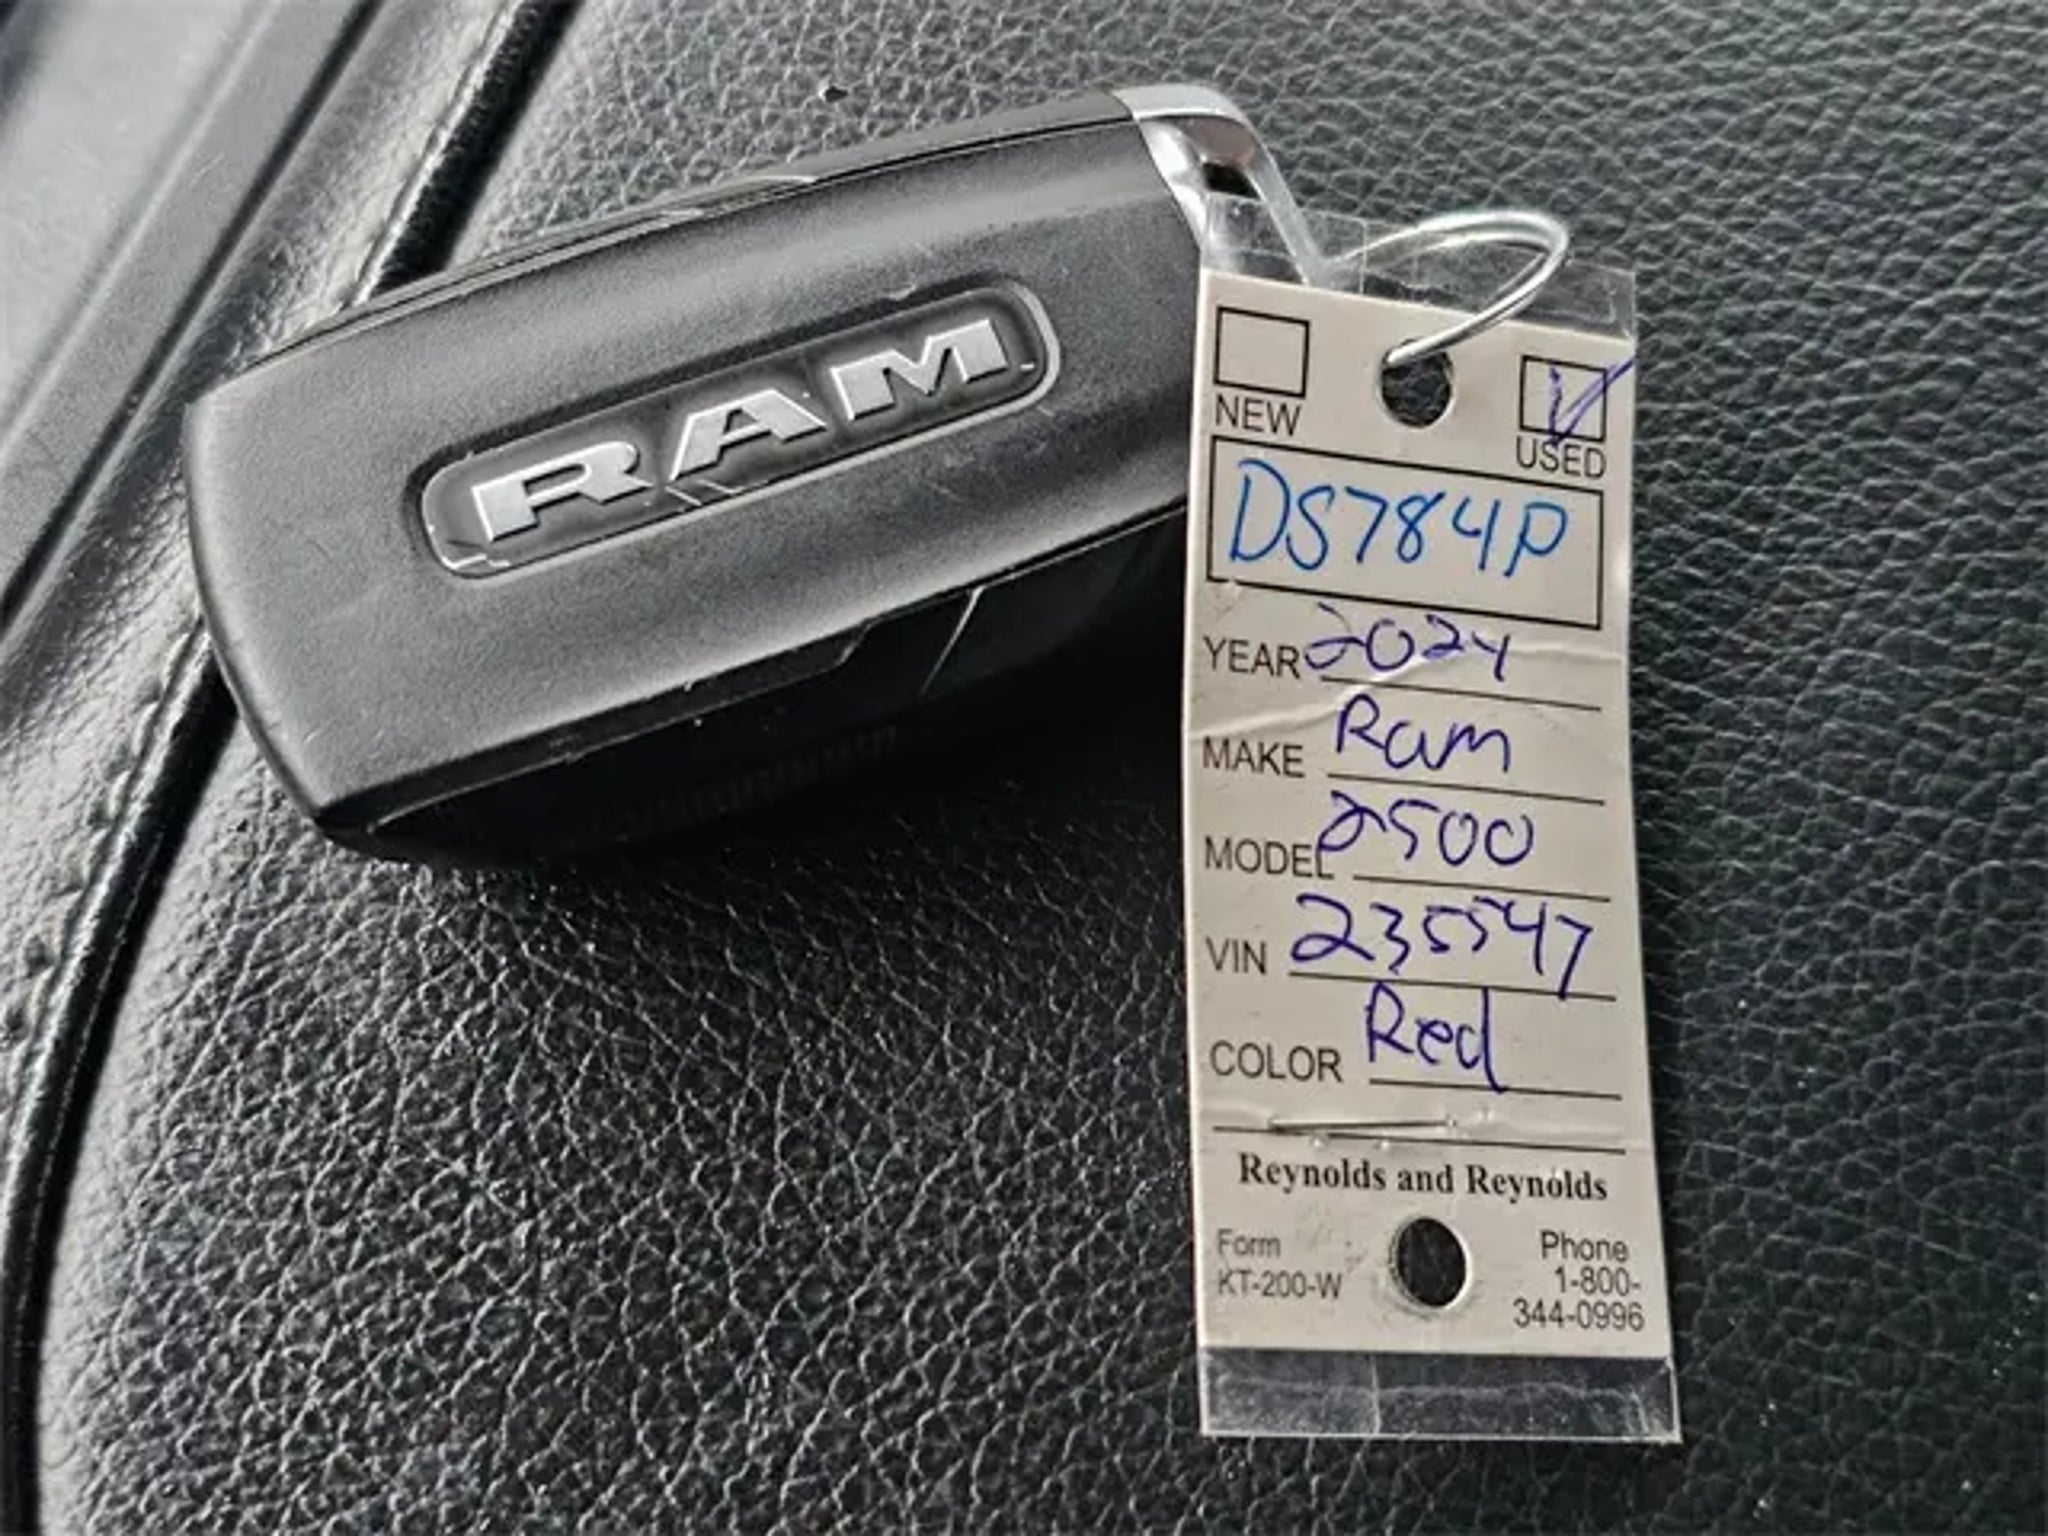 RAM
NEW
USED
DS784P
YEAR 2024
MAKE Ram
MODEL 2500
VIN 235547
COLOR Red
Reynolds and Reynolds
Form
KT-200-W
Phone
1-800-
344-0996